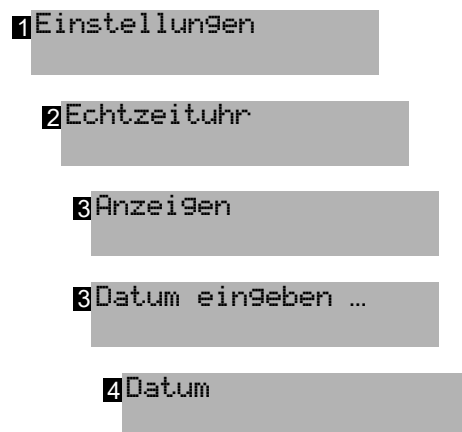 1 Einstellungen
2 Echtzeituhr
3 Anzeigen
3 Datum eingeben …
4 Datum